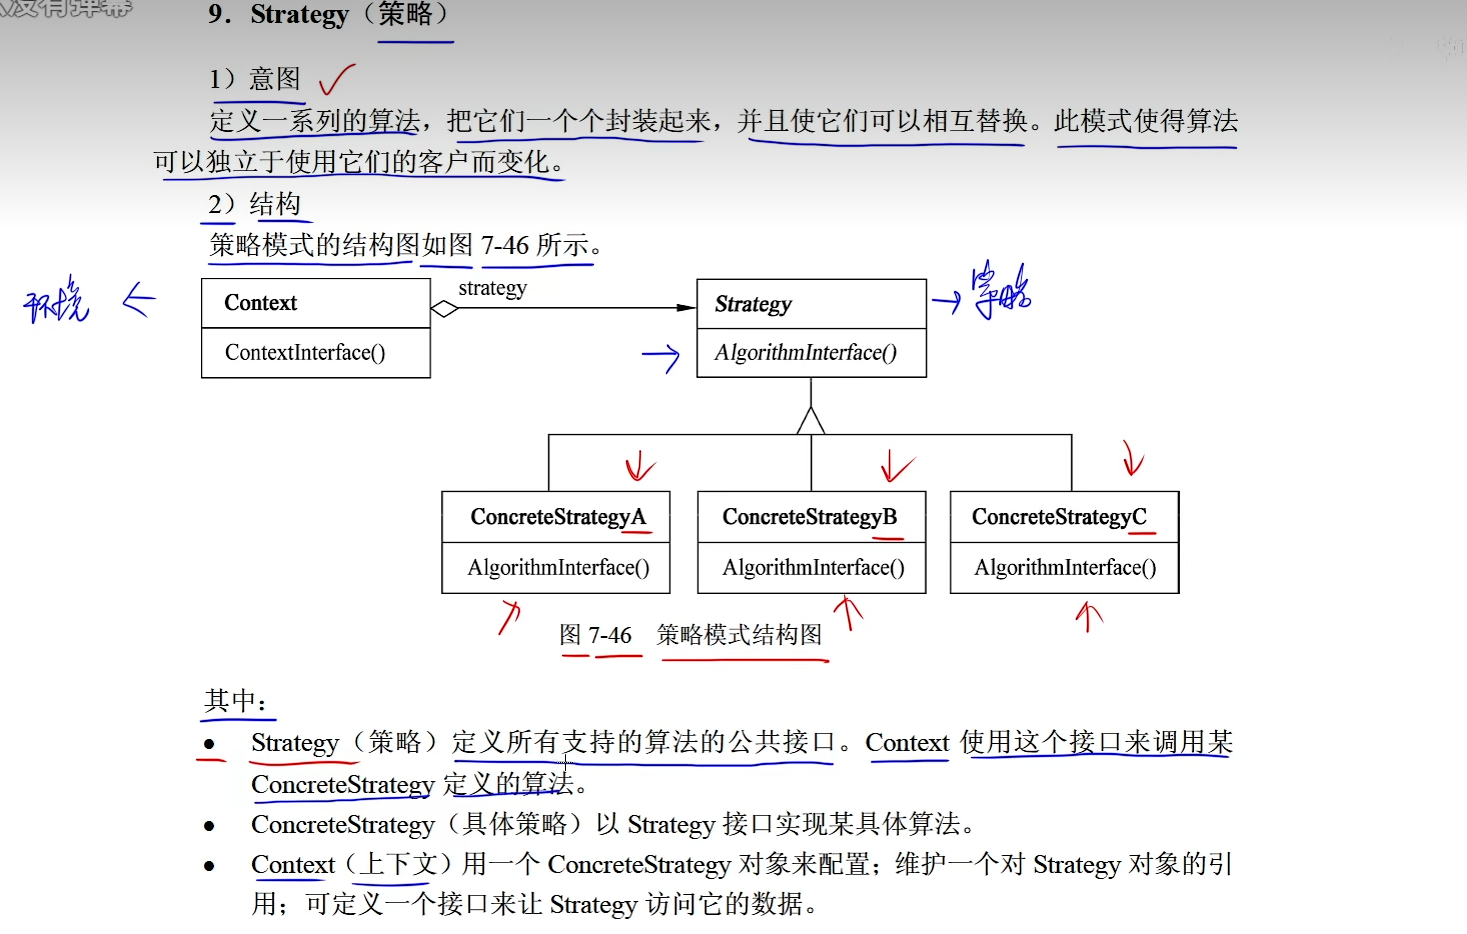 没有弹幕
9. Strategy（策略）
1）意图
定义一系列的算法，把它们一个个封装起来，并且使它们可以相互替换。此模式使得算法
可以独立于使用它们的客户而变化。
2）结构
策略模式的结构图如图 7-46 所示。
环境
Context
ContextInterface()
strategy
Strategy
AlgorithmInterface()
策略
ConcreteStrategyA
AlgorithmInterface()
ConcreteStrategyB
AlgorithmInterface()
ConcreteStrategyC
AlgorithmInterface()
图 7-46 策略模式结构图
其中：
● Strategy（策略）定义所有支持的算法的公共接口。Context 使用这个接口来调用某
ConcreteStrategy 定义的算法。
● ConcreteStrategy（具体策略）以 Strategy 接口实现某具体算法。
● Context（上下文）用一个 ConcreteStrategy 对象来配置；维护一个对 Strategy 对象的引
用；可定义一个接口来让 Strategy 访问它的数据。